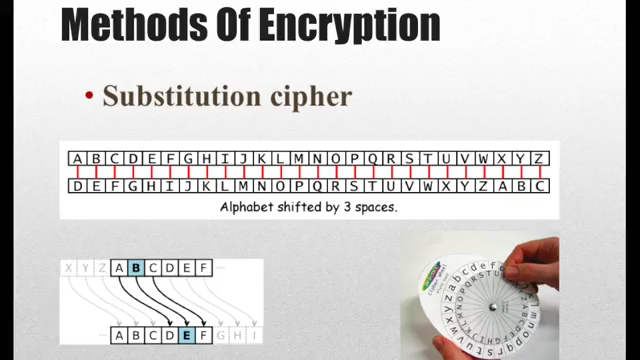 Methods Of Encryption
• Substitution cipher
A B C D E F G H I J K L M N O P Q R S T U V W X Y Z
D E F G H I J K L M N O P Q R S T U V W X Y Z A B C
Alphabet shifted by 3 spaces.
X Y Z A B C D E F
A B C D E F G H I